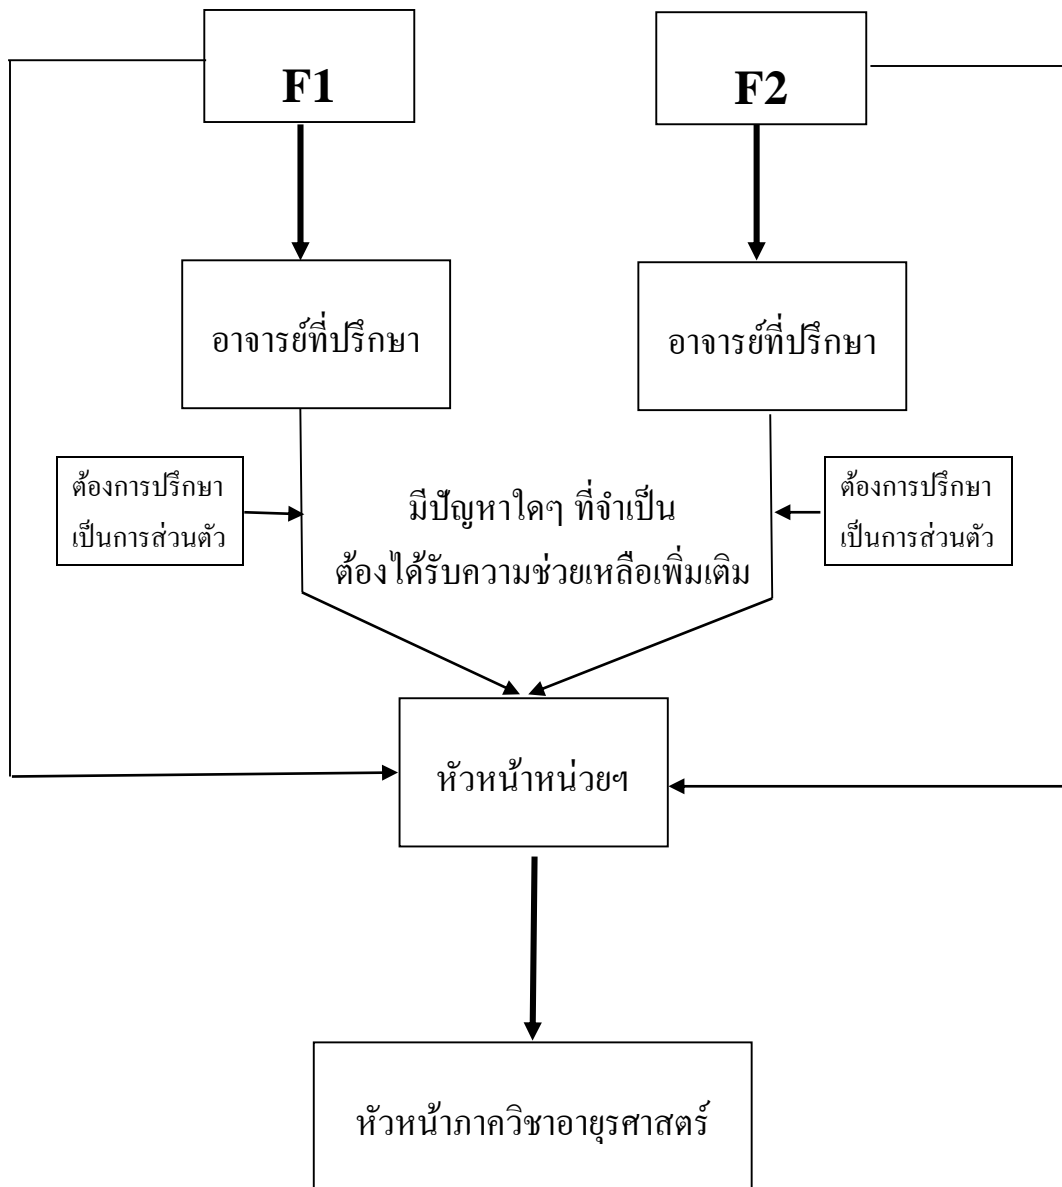 F1
F2
อาจารย์ที่ปรึกษา
อาจารย์ที่ปรึกษา
ต้องการปรึกษา
เป็นการส่วนตัว
มีปัญหาใดๆ ที่จำเป็น
ต้องได้รับความช่วยเหลือเพิ่มเติม
ต้องการปรึกษา
เป็นการส่วนตัว
หัวหน้าหน่วยฯ
หัวหน้าภาควิชาอายุรศาสตร์